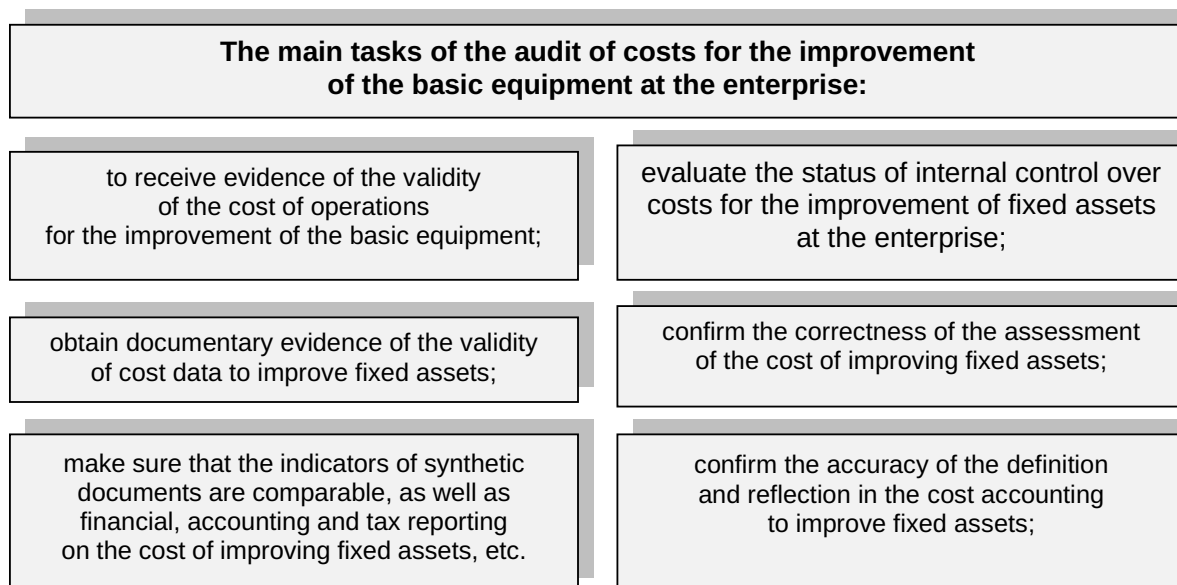 The main tasks of the audit of costs for the improvement
of the basic equipment at the enterprise:
to receive evidence of the validity
of the cost of operations
for the improvement of the basic equipment;
evaluate the status of internal control over
costs for the improvement of fixed assets
at the enterprise;
obtain documentary evidence of the validity
of cost data to improve fixed assets;
confirm the correctness of the assessment
of the cost of improving fixed assets;
make sure that the indicators of synthetic
documents are comparable, as well as
financial, accounting and tax reporting
on the cost of improving fixed assets, etc.
confirm the accuracy of the definition
and reflection in the cost accounting
to improve fixed assets;